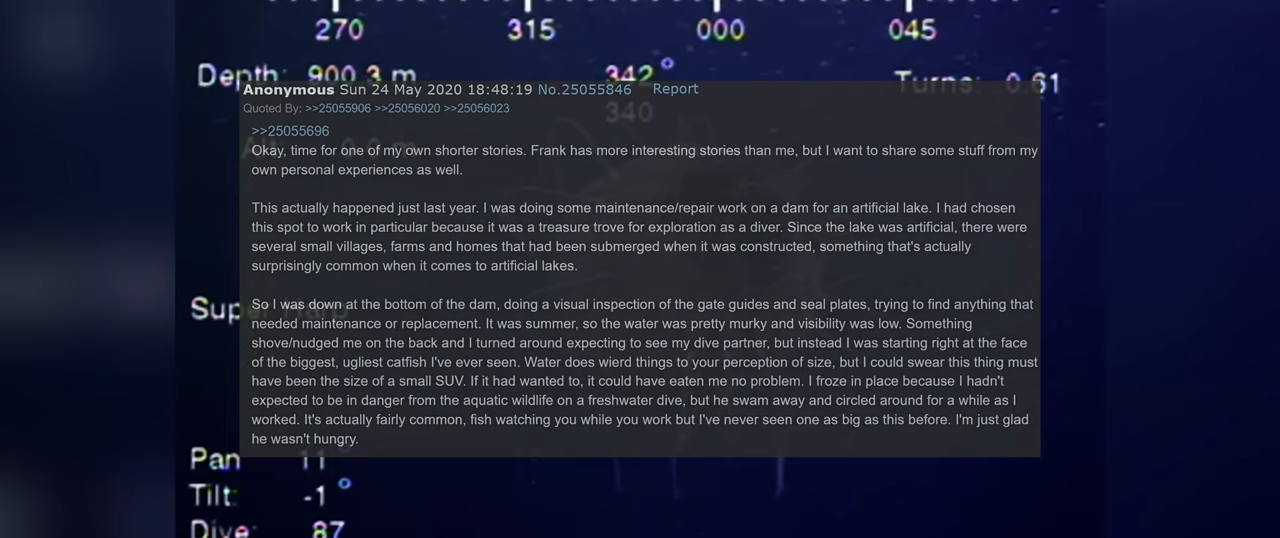 270 315 000 045
Depth: 900.3 m 342° Turns: 0.61
Anonymous Sun 24 May 2020 18:48:19 No.25055846 Report
340
Quoted By: >>25055906 >>25056020 >>25056023
>>25055696
Okay, time for one of my own shorter stories. Frank has more interesting stories than me, but I want to share some stuff from my
own personal experiences as well.
This actually happened just last year. I was doing some maintenance/repair work on a dam for an artificial lake. I had chosen
this spot to work in particular because it was a treasure trove for exploration as a diver. Since the lake was artificial, there were
several small villages, farms and homes that had been submerged when it was constructed, something that's actually
surprisingly common when it comes to artificial lakes.
So I was down at the bottom of the dam, doing a visual inspection of the gate guides and seal plates, trying to find anything that
needed maintenance or replacement. It was summer, so the water was pretty murky and visibility was low. Something
shove/nudged me on the back and I turned around expecting to see my dive partner, but instead I was starting right at the face
of the biggest, ugliest catfish I've ever seen. Water does wierd things to your perception of size, but I could swear this thing must
have been the size of a small SUV. If it had wanted to, it could have eaten me no problem. I froze in place because I hadn't
expected to be in danger from the aquatic wildlife on a freshwater dive, but he swam away and circled around for a while as I
worked. It's actually fairly common, fish watching you while you work but I've never seen one as big as this before. I'm just glad
he wasn't hungry.
Pan 11°
Tilt: -1°
Dive: 87